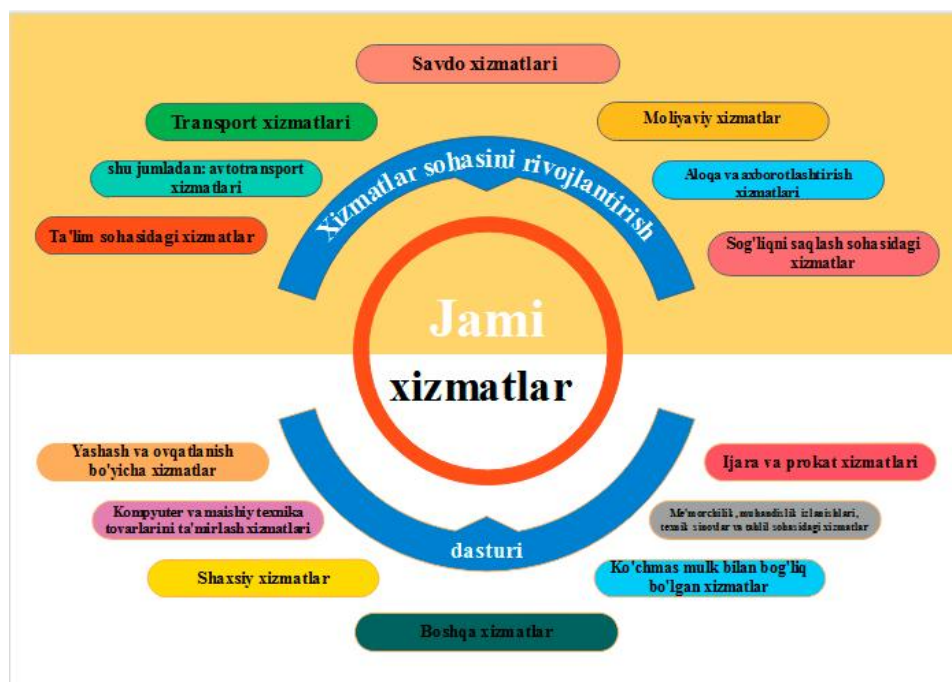 Savdo xizmatlari
Transport xizmatlari
Moliyaviy xizmatlar
shu jumladan: avtotransport
xizmatlari
Aloqa va axborotlashtirish
xizmatlari
Ta'lim sohasidagi xizmatlar
Sog'liqni saqlash sohasidagi
xizmatlar
Xizmatlar sohasini rivojlantirish
Jami
xizmatlar
Yashash va ovqatlanish
bo'yicha xizmatlar
Ijara va prokat xizmatlari
Kompyuter va maishiy texnika
tovarlarini ta'mirlash xizmatlari
Me'morchilik, muhandislik izlanishlari,
texnik sinovlar va tahlil sohasidagi xizmatlar
dasturi
Shaxsiy xizmatlar
Ko'chmas mulk bilan bog'liq
bo'lgan xizmatlar
Boshqa xizmatlar